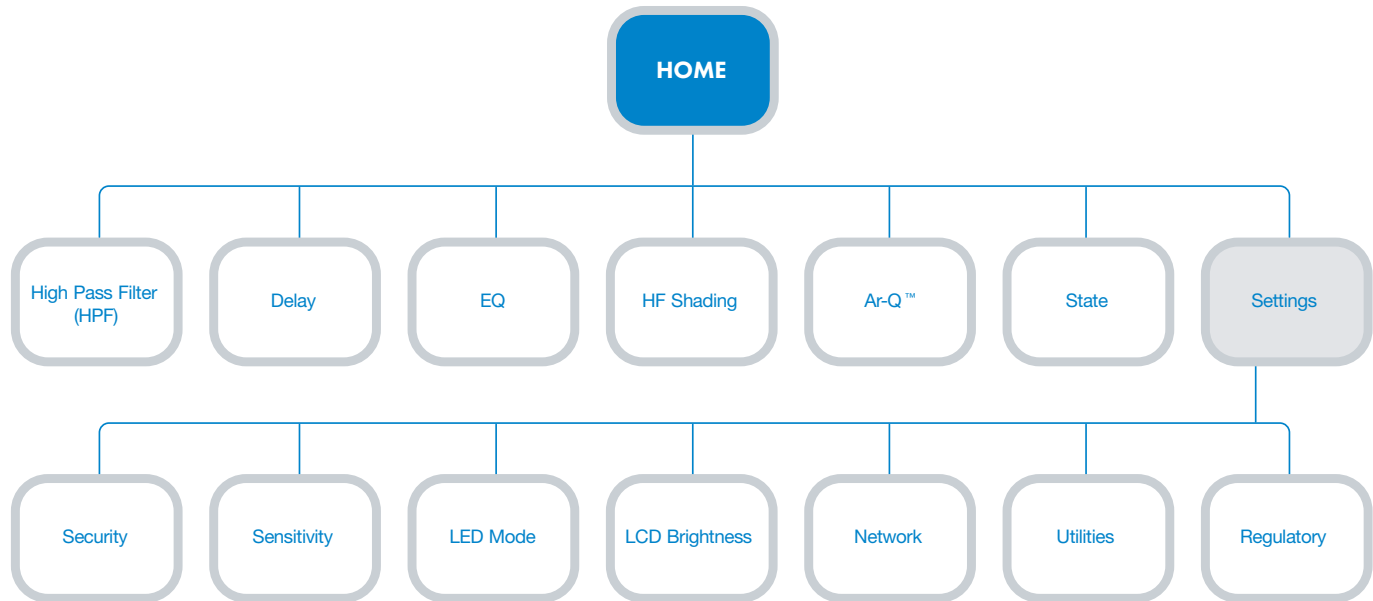 HOME
High Pass Filter
(HPF)
Delay
EQ
HF Shading
Ar-Q™
State
Settings
Security
Sensitivity
LED Mode
LCD Brightness
Network
Utilities
Regulatory